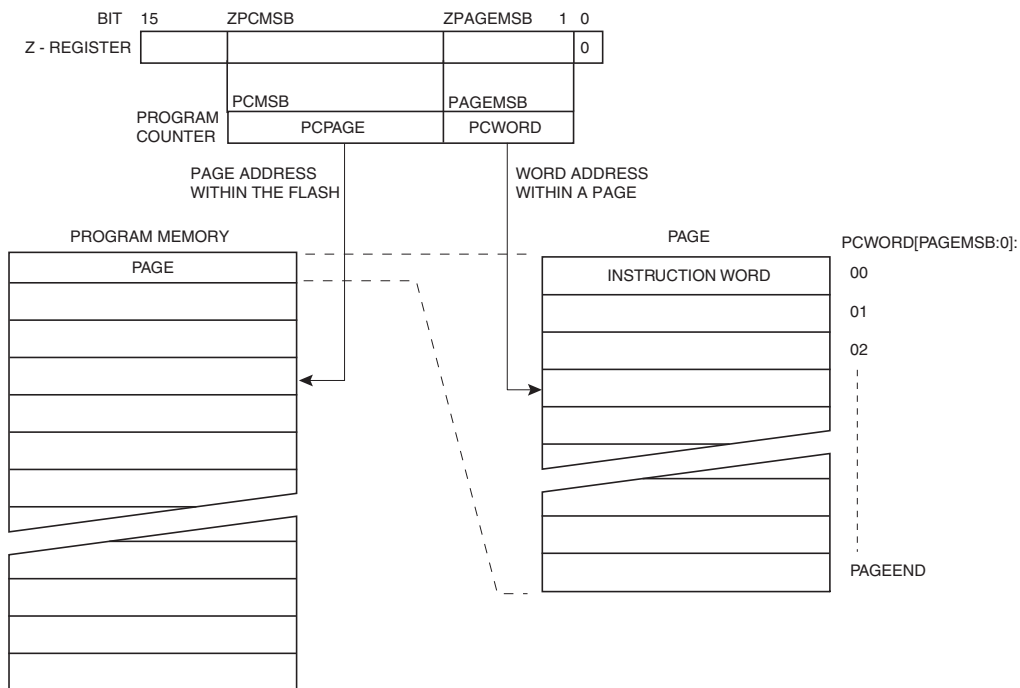 BIT 15 ZPCMSB ZPAGEMSB 1 0
Z - REGISTER 0
PCMSB PAGEMSB
PROGRAM
COUNTER
PCPAGE PCWORD
PAGE ADDRESS
WITHIN THE FLASH
WORD ADDRESS
WITHIN A PAGE
PROGRAM MEMORY
PAGE
PAGE
PCWORD[PAGEMSB:0]:
INSTRUCTION WORD
00
01
02
PAGEEND